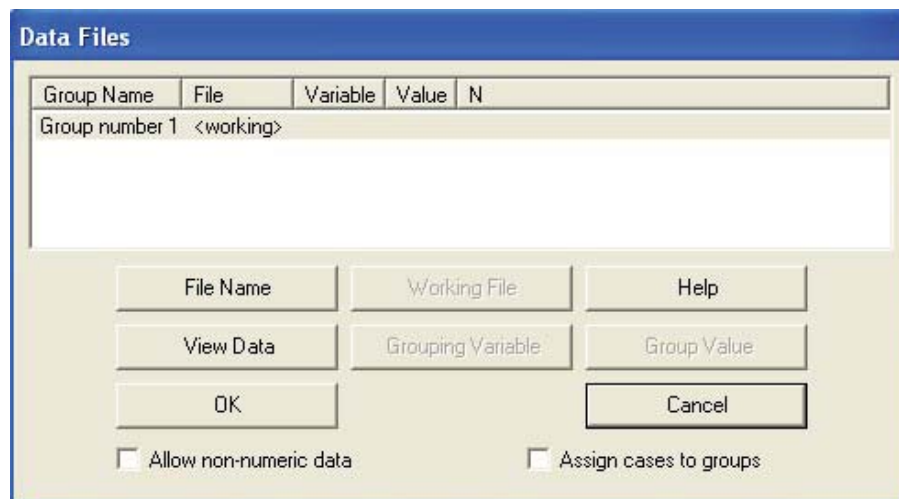 Data Files
Group Name File Variable Value N
Group number 1 <working>
File Name Working File Help
View Data Grouping Variable Group Value
OK Cancel
Allow non-numeric data Assign cases to groups